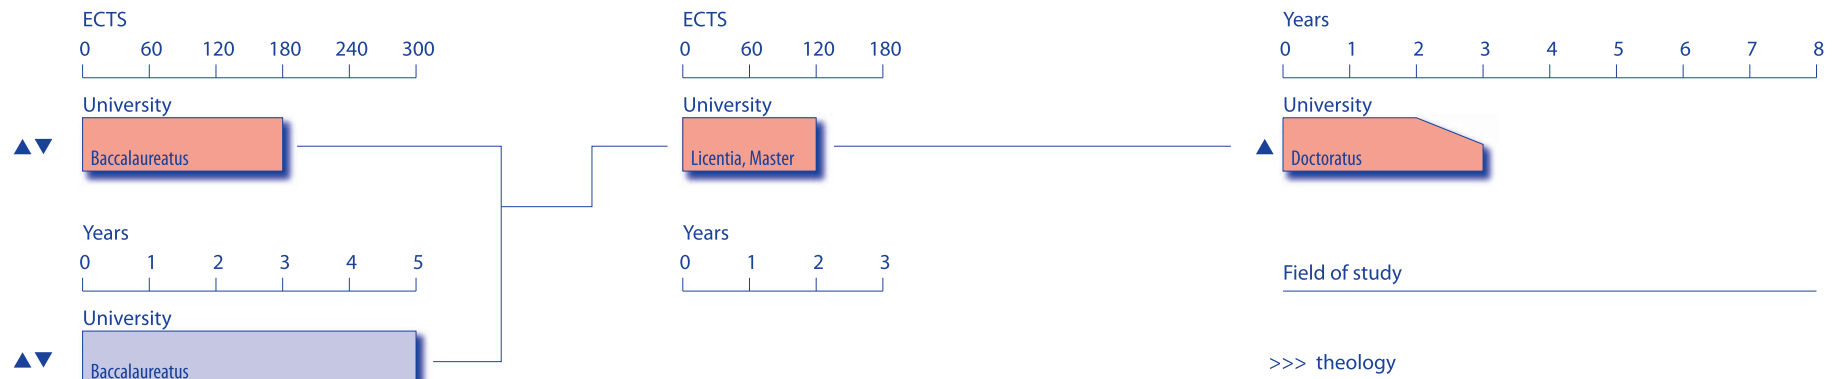 ECTS
0 60 120 180 240 300
University
Baccalaureatus
Years
0 1 2 3 4 5
University
Baccalaureatus
ECTS
0 60 120 180
University
Licentia, Master
Years
0 1 2 3
Years
0 1 2 3 4 5 6 7 8
University
Doctoratus
Field of study
>>> theology